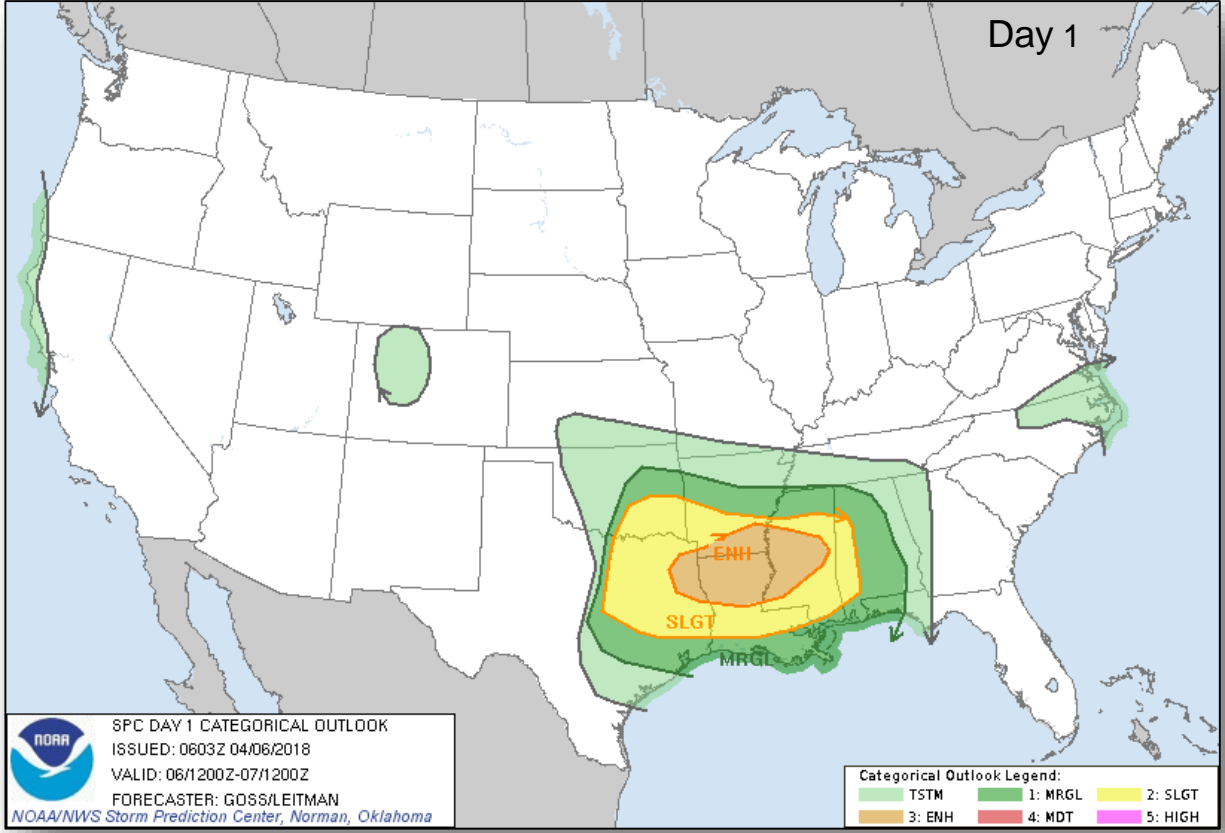 Day 1
ENH
SLGT
MRGL
NOAA
SPC DAY 1 CATEGORICAL OUTLOOK
ISSUED: 0603Z 04/06/2018
VALID: 06/1200Z-07/1200Z
FORECASTER: GOSS/LEITMAN
NOAA/NWS Storm Prediction Center, Norman, Oklahoma
Categorical Outlook Legend:
TSTM 1: MRGL 2: SLGT
3: ENH 4: MDT 5: HIGH